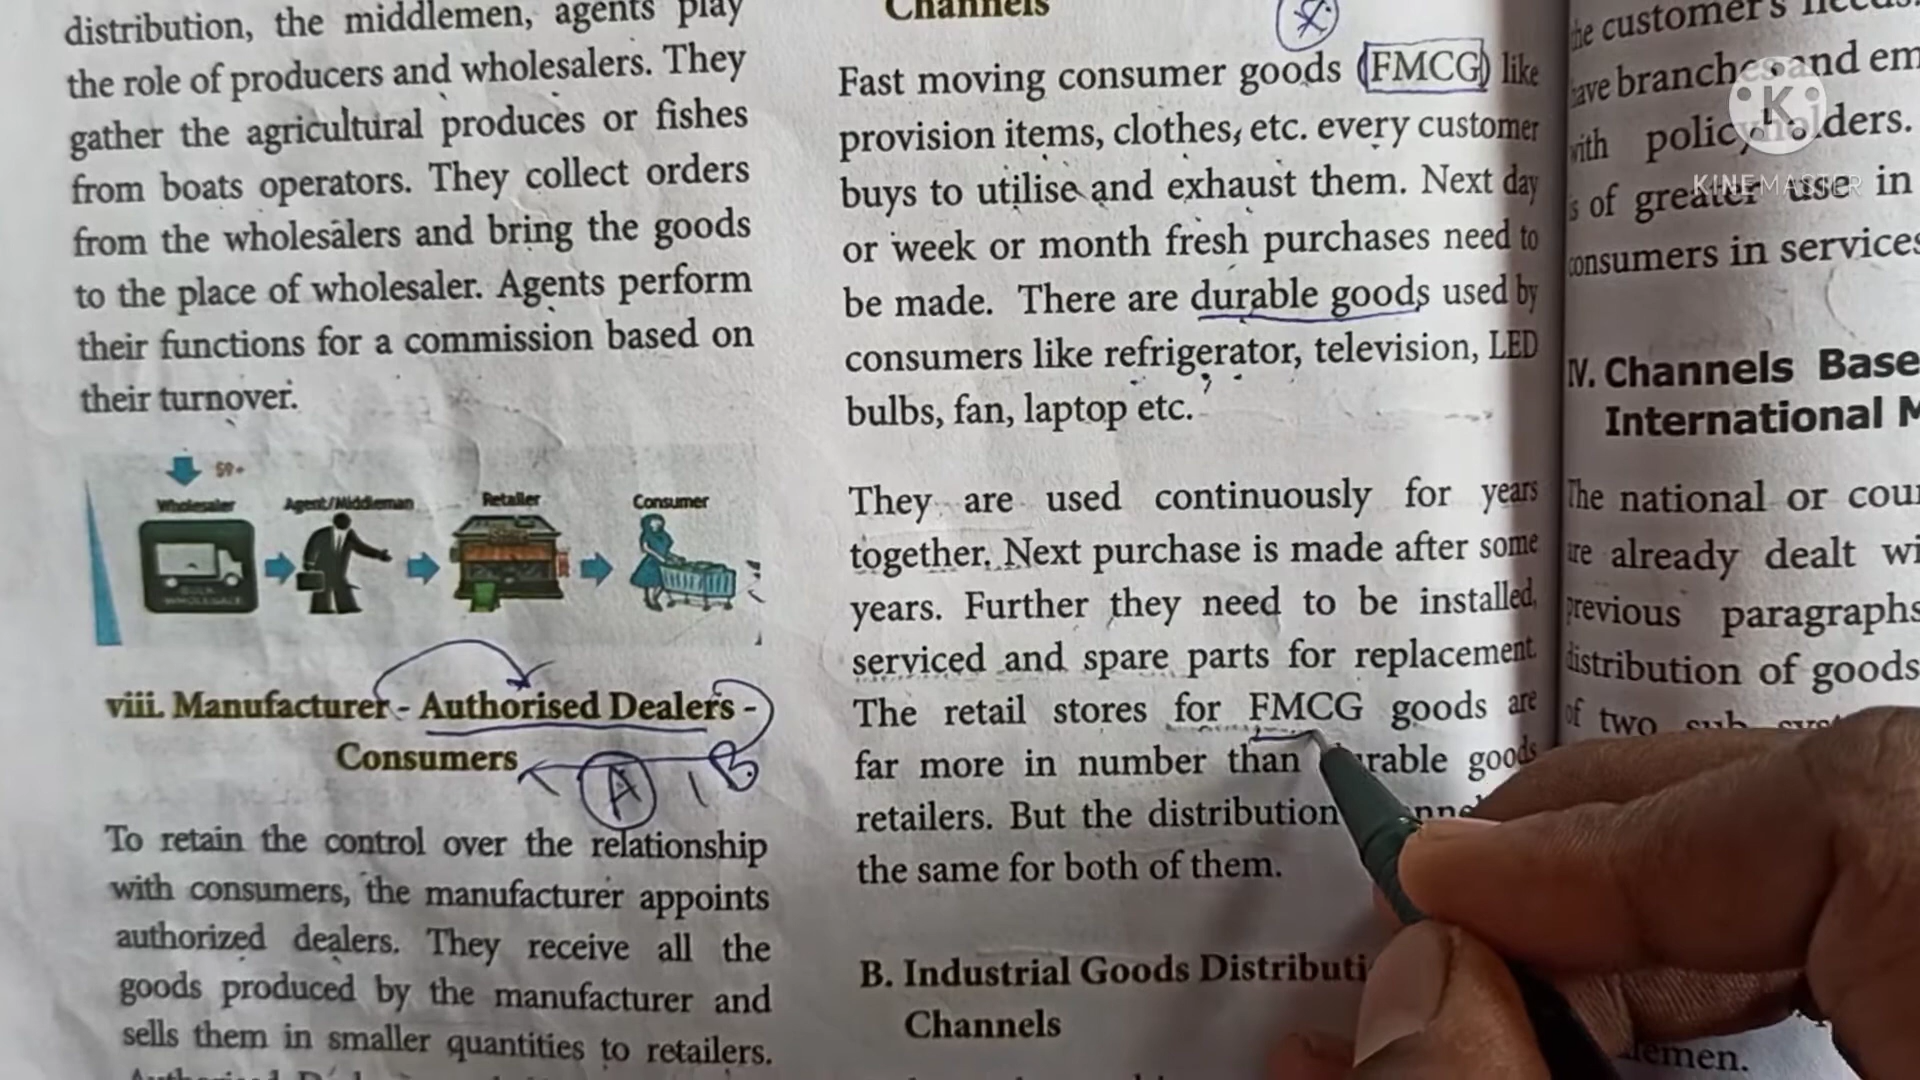 distribution, the middlemen, agents play
the role of producers and wholesalers. They
gather the agricultural produces or fishes
from boats operators. They collect orders
from the wholesalers and bring the goods
to the place of wholesaler. Agents perform
their functions for a commission based on
their turnover.
Wholesaler
Agent/Middleman
Retailer
Consumer
viii. Manufacturer - Authorised Dealers -
Consumers
A 1 B
To retain the control over the relationship
with consumers, the manufacturer appoints
authorized dealers. They receive all the
goods produced by the manufacturer and
sells them in smaller quantities to retailers.
Channels
Fast moving consumer goods (FMCG) like
provision items, clothes, etc. every customer
buys to utilise and exhaust them. Next day
or week or month fresh purchases need to
be made. There are durable goods used by
consumers like refrigerator, television, LED
bulbs, fan, laptop etc.
They are used continuously for years
together. Next purchase is made after some
years. Further they need to be installed,
serviced and spare parts for replacement.
The retail stores for FMCG goods are
far more in number than goods
retailers. But the distribution
the same for both of them.
B. Industrial Goods
Channels
the customer's
branches and em
with policyholders.
is of greater use in
consumers in services
IV. Channels Base
International M
The national or cou
are already dealt wi
previous paragraphs
distribution of goods
of two
K
KINEMASTER